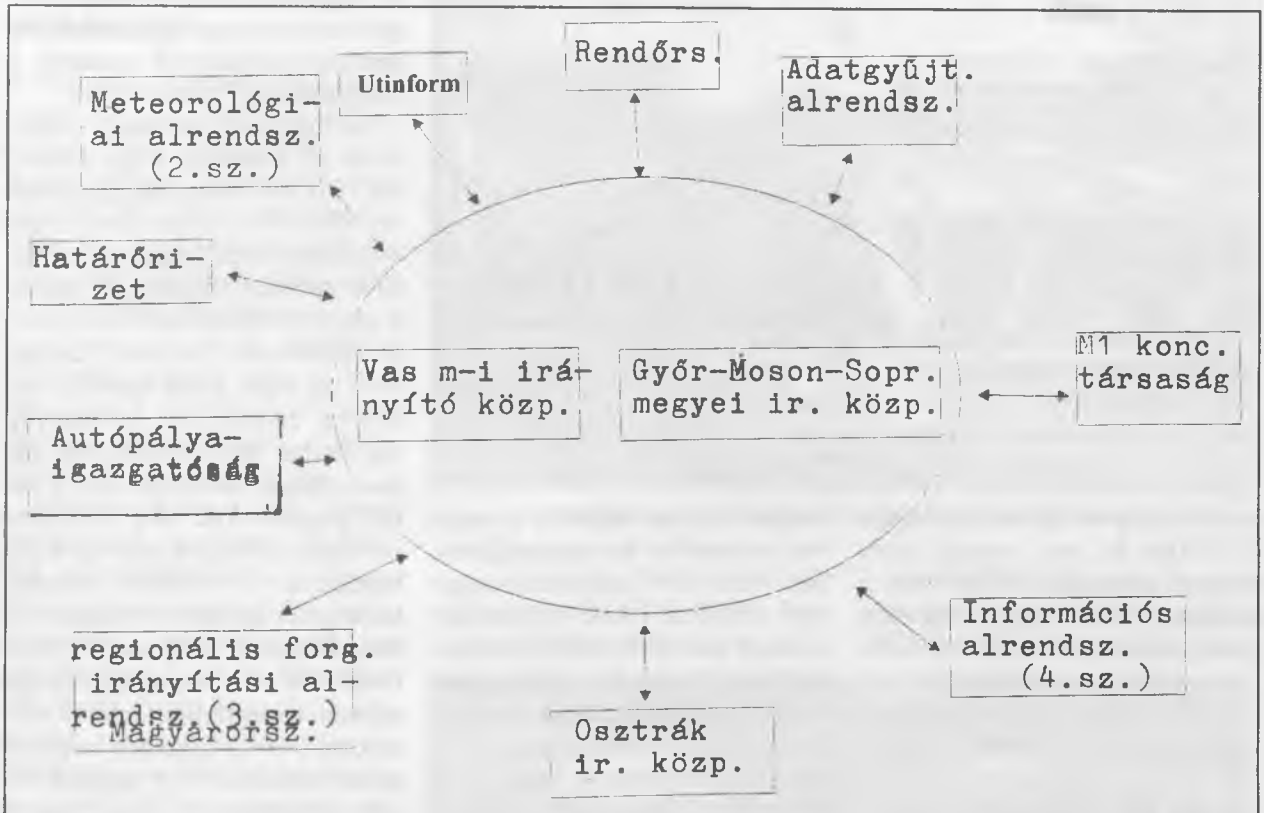 Rendőrs.
Utinform
Adatgyűjt.
alrendsz.
Meteorológi-
ai alrendsz.
(2.sz.)
Határőri-
zet
Vas m-i irá-
nyító közp.
Győr-Moson-Sopr.
megyei ir. közp.
M1 konc.
társaság
Autópálya-
igazgatóság
Információs
alrendsz.
(4.sz.)
regionális forg.
irányítási al-
rendsz.(3.sz.)
Magyarorsz.
Osztrák
ir. közp.